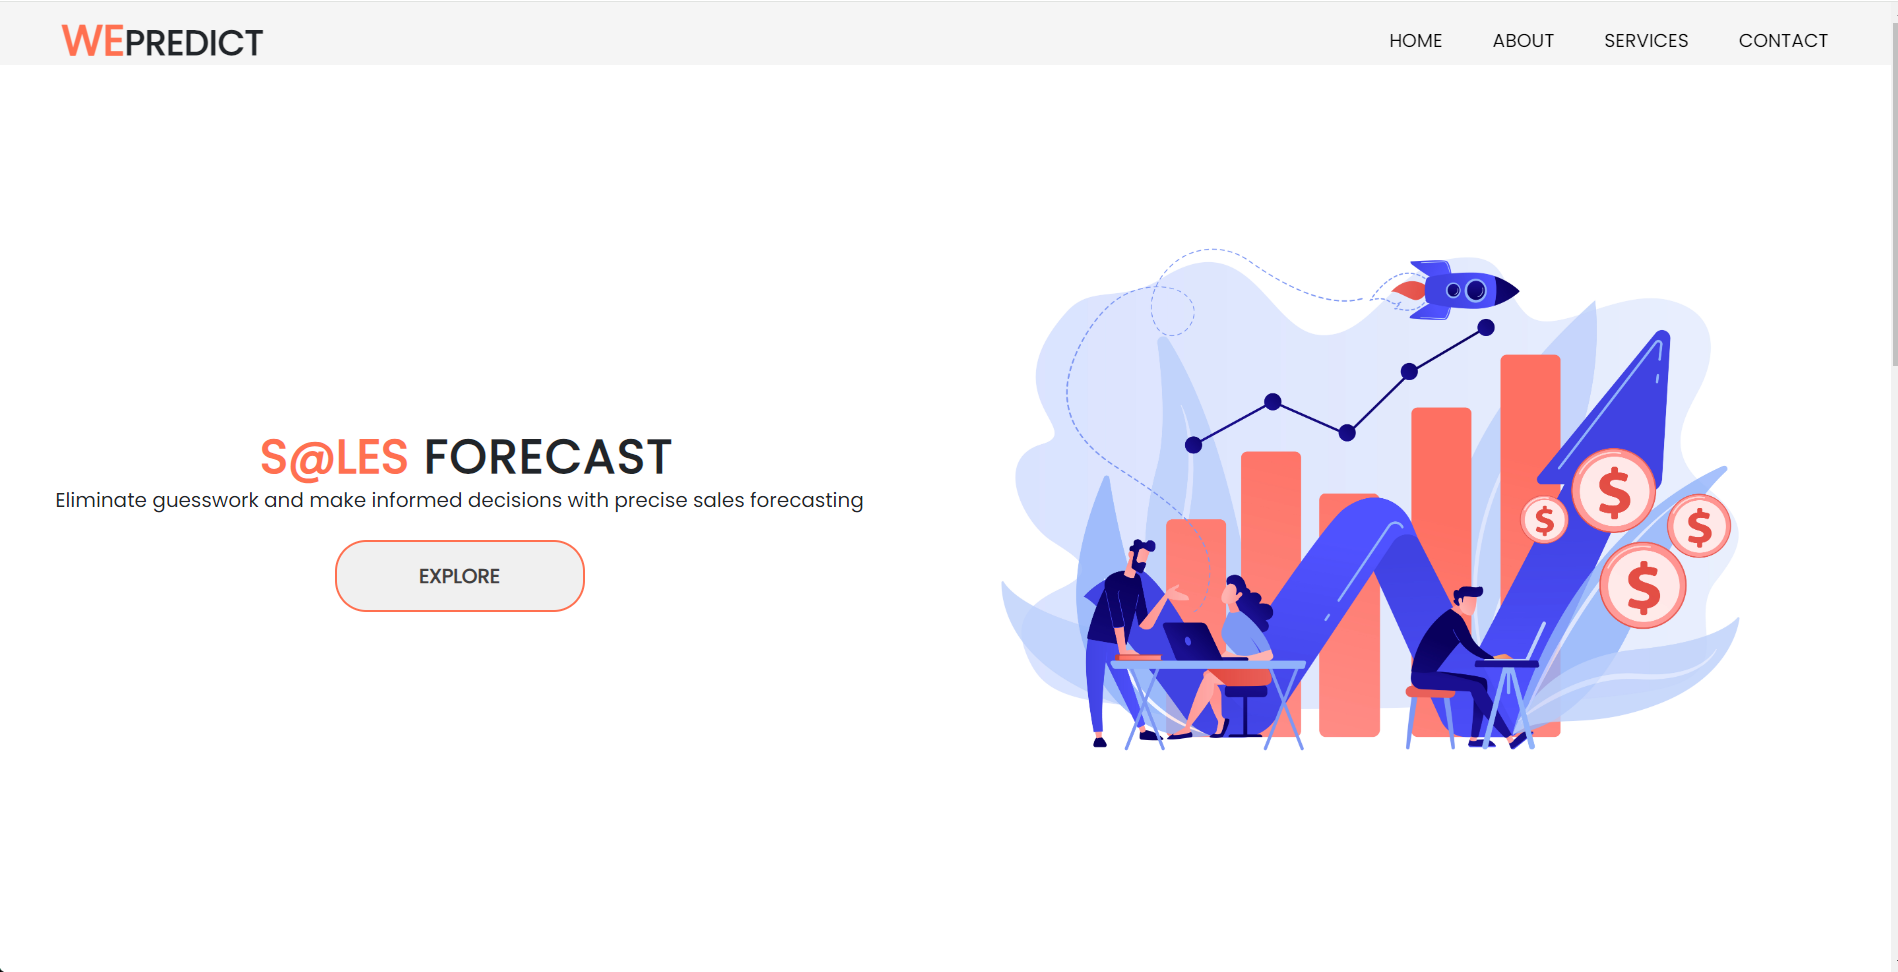 WEPREDICT
HOME ABOUT SERVICES CONTACT
S@LES FORECAST
Eliminate guesswork and make informed decisions with precise sales forecasting
EXPLORE
$
$
$
$